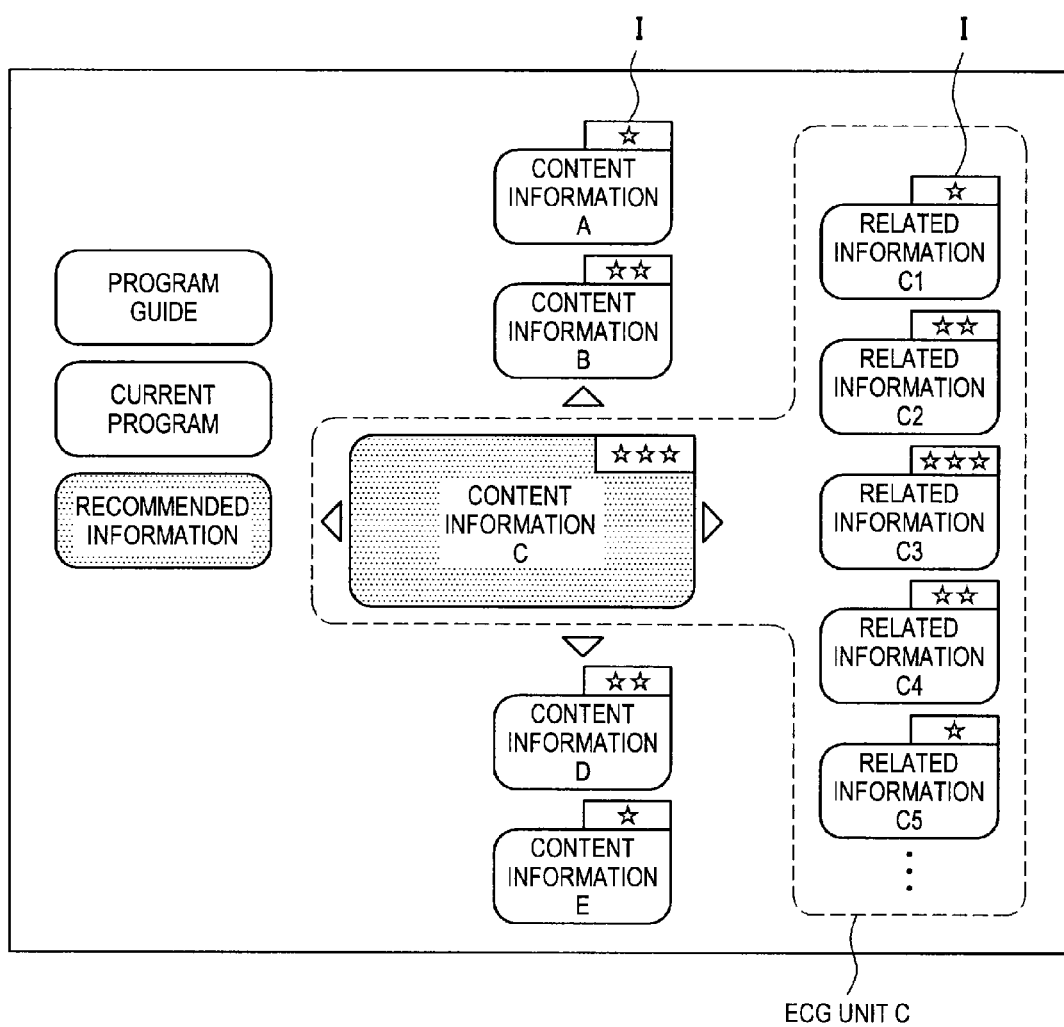 I
I
☆
CONTENT
INFORMATION
A
☆☆
CONTENT
INFORMATION
B
PROGRAM
GUIDE
CURRENT
PROGRAM
RECOMMENDED
INFORMATION
☆☆☆
CONTENT
INFORMATION
C
☆☆
CONTENT
INFORMATION
D
☆
CONTENT
INFORMATION
E
☆
RELATED
INFORMATION
C1
☆☆
RELATED
INFORMATION
C2
☆☆☆
RELATED
INFORMATION
C3
☆☆
RELATED
INFORMATION
C4
☆
RELATED
INFORMATION
C5
ECG UNIT C